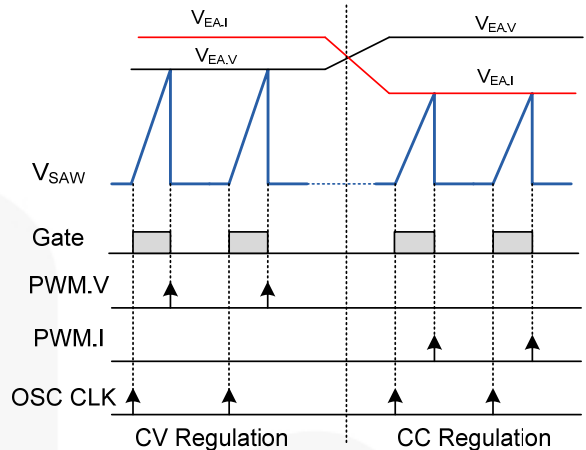 VEA.I
VEA.V
VEA.V
VEA.I
VSAW
Gate
PWM.V
PWM.I
OSC CLK
CV Regulation
CC Regulation